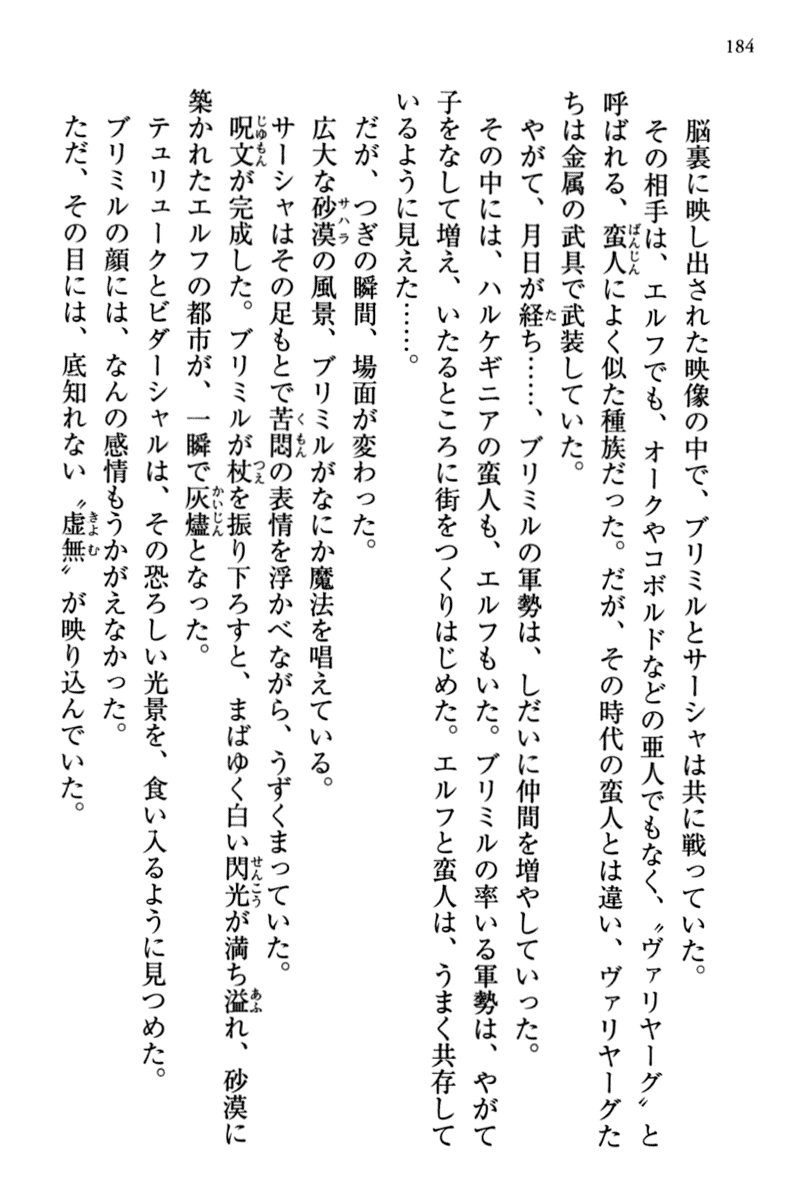 184
脳裏に映し出された映像の中で、ブリミルとサーシャは共に戦っていた。
その相手は、エルフでも、オークやコボルドなどの亜人でもなく、〝ヴァリヤーグ〟と
呼ばれる、蛮人によく似た種族だった。だが、その時代の蛮人とは違い、ヴァリヤーグた
ちは金属の武具で武装していた。
やがて、月日が経ち……、ブリミルの軍勢は、しだいに仲間を増やしていった。
その中には、ハルケギニアの蛮人も、エルフもいた。ブリミルの率いる軍勢は、やがて
子をなして増え、いたるところに街をつくりはじめた。エルフと蛮人は、うまく共存して
いるように見えた……。
だが、つぎの瞬間、場面が変わった。
広大な砂漠の風景、ブリミルがなにか魔法を唱えている。
サーシャはその足もとで苦悶の表情を浮かべながら、うずくまっていた。
呪文が完成した。ブリミルが杖を振り下ろすと、まばゆく白い閃光が満ち溢れ、砂漠に
築かれたエルフの都市が、一瞬で灰燼となった。
テュリュークとビダーシャルは、その恐ろしい光景を、食い入るように見つめた。
ブリミルの顔には、なんの感情もうかがえなかった。
ただ、その目には、底知れない〝虚無〟が映り込んでいた。